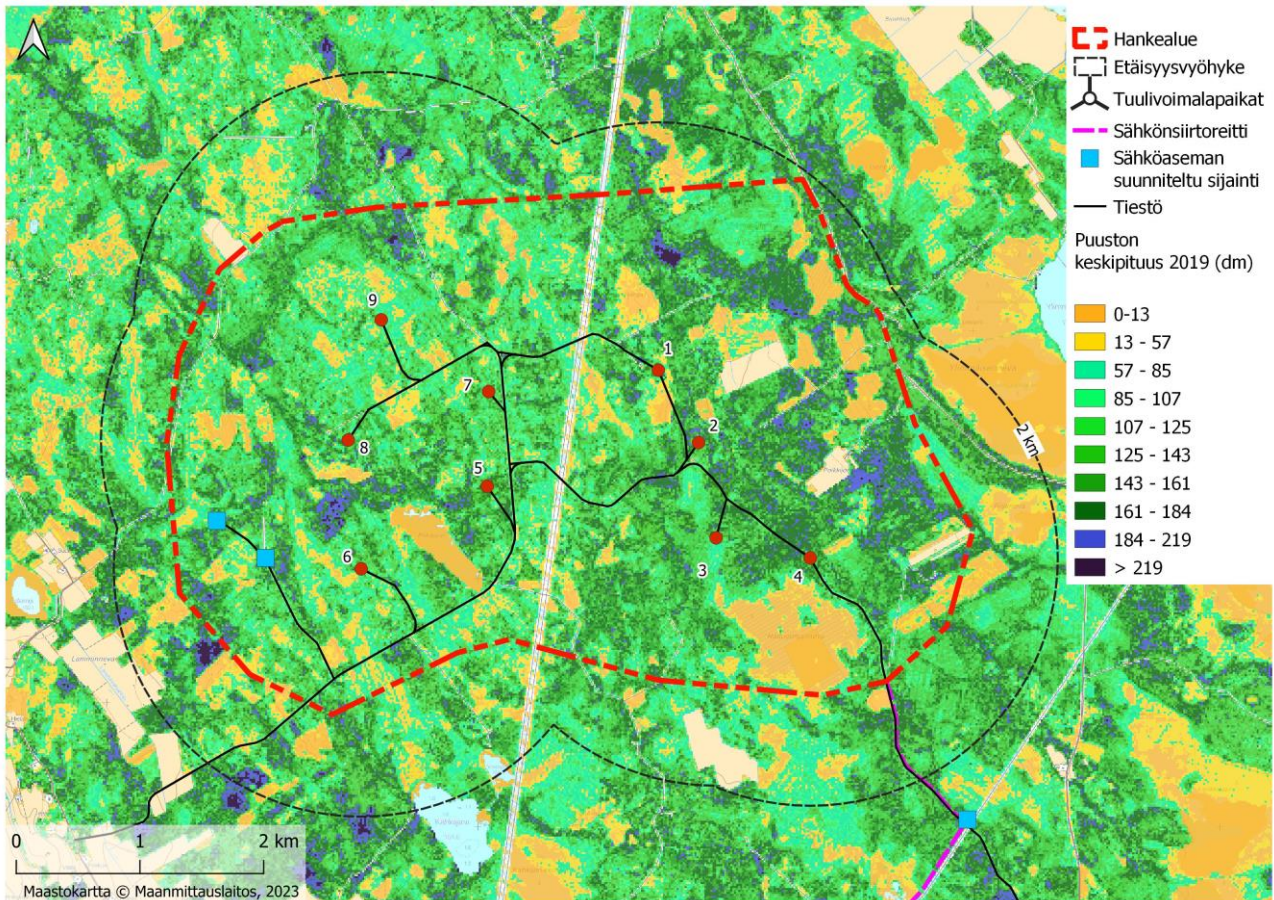 Hankealue
Etäisyysvyöhyke
Tuulivoimalapaikat
Sähkönsiirtoreitti
Sähköaseman
suunniteltu sijainti
Tiestö
Puuston
keskipituus 2019 (dm)
0-13
13 - 57
57 - 85
85 - 107
107 - 125
125 - 143
143 - 161
161 - 184
184 - 219
> 219
9
1
7
2
8
5
2 km
6
3
4
Lamminneva
Kähköjärvi
0 1 2 km
Maastokartta © Maanmittauslaitos, 2023